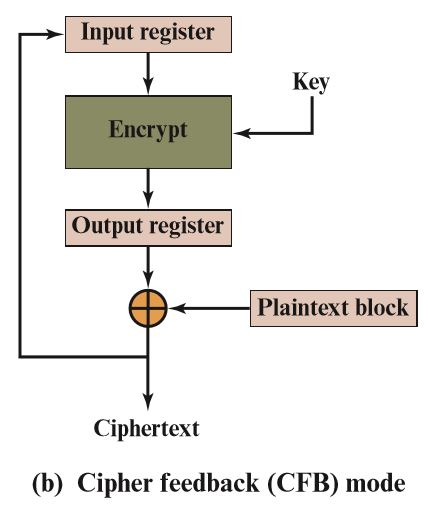 Input register
Key
Encrypt
Output register
Plaintext block
Ciphertext
(b) Cipher feedback (CFB) mode